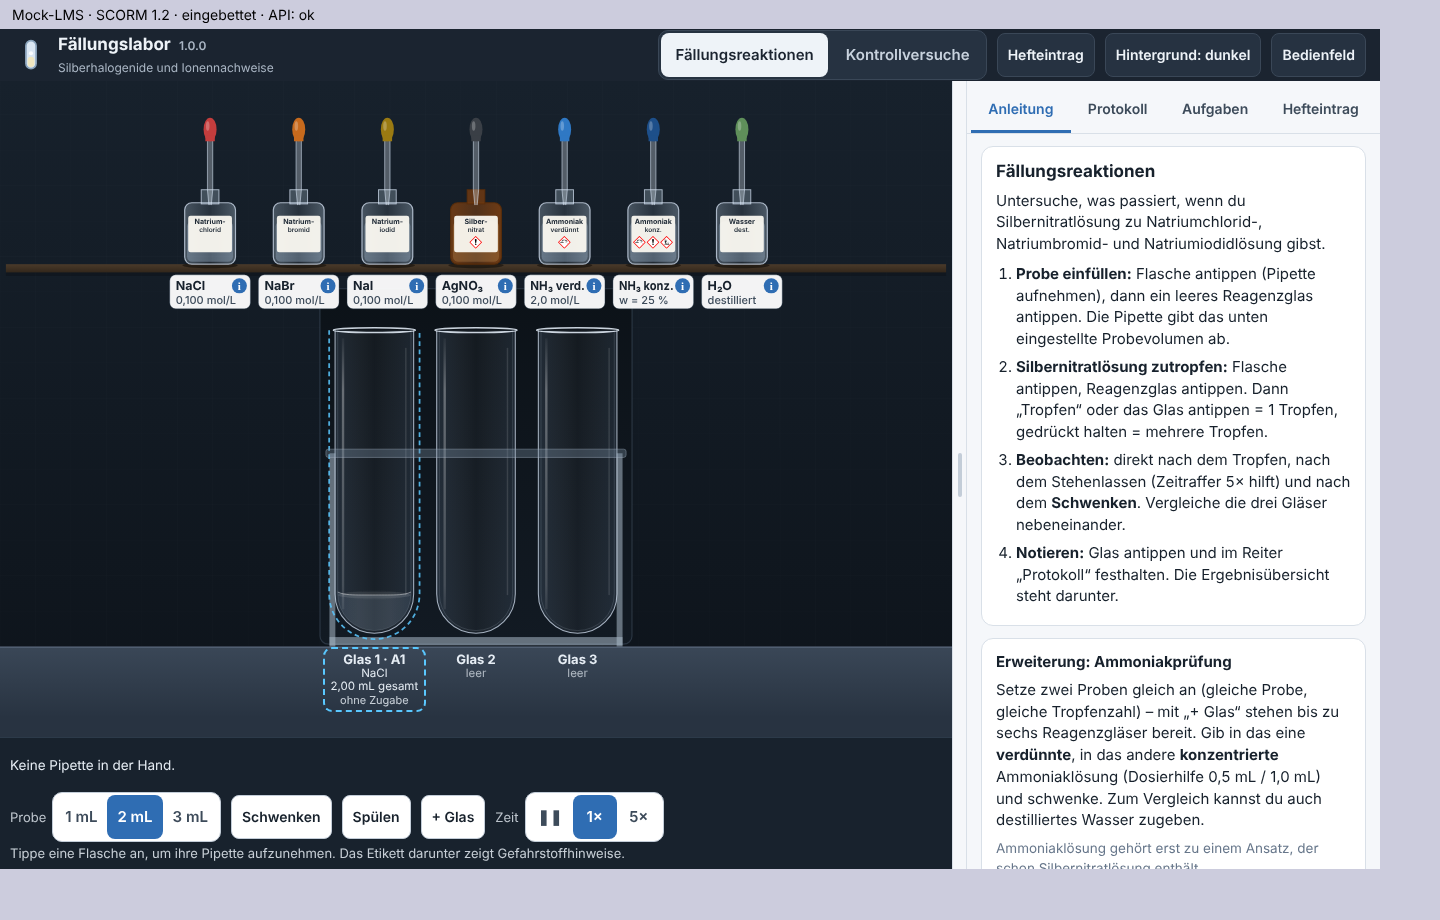 Mock-LMS · SCORM 1.2 · eingebettet · API: ok
Fällungslabor 1.0.0
Silberhalogenide und Ionennachweise
Fällungsreaktionen
Kontrollversuche
Hefteintrag
Hintergrund: dunkel
Bedienfeld
Natrium-
chlorid
Natrium-
bromid
Natrium-
iodid
Silber-
nitrat
Ammoniak
verdünnt
Ammoniak
konz.
Wasser
dest.
NaCl i
0,100 mol/L
NaBr i
0,100 mol/L
NaI i
0,100 mol/L
AgNO₃ i
0,100 mol/L
NH₃ verd. i
2,0 mol/L
NH₃ konz. i
w = 25 %
H₂O i
destilliert
Glas 1 · A1
NaCl
2,00 mL gesamt
ohne Zugabe
Glas 2
leer
Glas 3
leer
Keine Pipette in der Hand.
Probe 1 mL 2 mL 3 mL Schwenken Spülen + Glas Zeit 1× 5×
Tippe eine Flasche an, um ihre Pipette aufzunehmen. Das Etikett darunter zeigt Gefahrstoffhinweise.
Anleitung Protokoll Aufgaben Hefteintrag
Fällungsreaktionen
Untersuche, was passiert, wenn du
Silbernitratlösung zu Natriumchlorid-,
Natriumbromid- und Natriumiodidlösung gibst.
1. Probe einfüllen: Flasche antippen (Pipette
aufnehmen), dann ein leeres Reagenzglas
antippen. Die Pipette gibt das unten
eingestellte Probevolumen ab.
2. Silbernitratlösung zutropfen: Flasche
antippen, Reagenzglas antippen. Dann
„Tropfen“ oder das Glas antippen = 1 Tropfen,
gedrückt halten = mehrere Tropfen.
3. Beobachten: direkt nach dem Tropfen, nach
dem Stehenlassen (Zeitraffer 5× hilft) und nach
dem Schwenken. Vergleiche die drei Gläser
nebeneinander.
4. Notieren: Glas antippen und im Reiter
„Protokoll“ festhalten. Die Ergebnisübersicht
steht darunter.
Erweiterung: Ammoniakprüfung
Setze zwei Proben gleich an (gleiche Probe,
gleiche Tropfenzahl) – mit „+ Glas“ stehen bis zu
sechs Reagenzgläser bereit. Gib in das eine
verdünnte, in das andere konzentrierte
Ammoniaklösung (Dosierhilfe 0,5 mL / 1,0 mL)
und schwenke. Zum Vergleich kannst du auch
destilliertes Wasser zugeben.
Ammoniaklösung gehört erst zu einem Ansatz, der
schon Silbernitratlösung enthält.